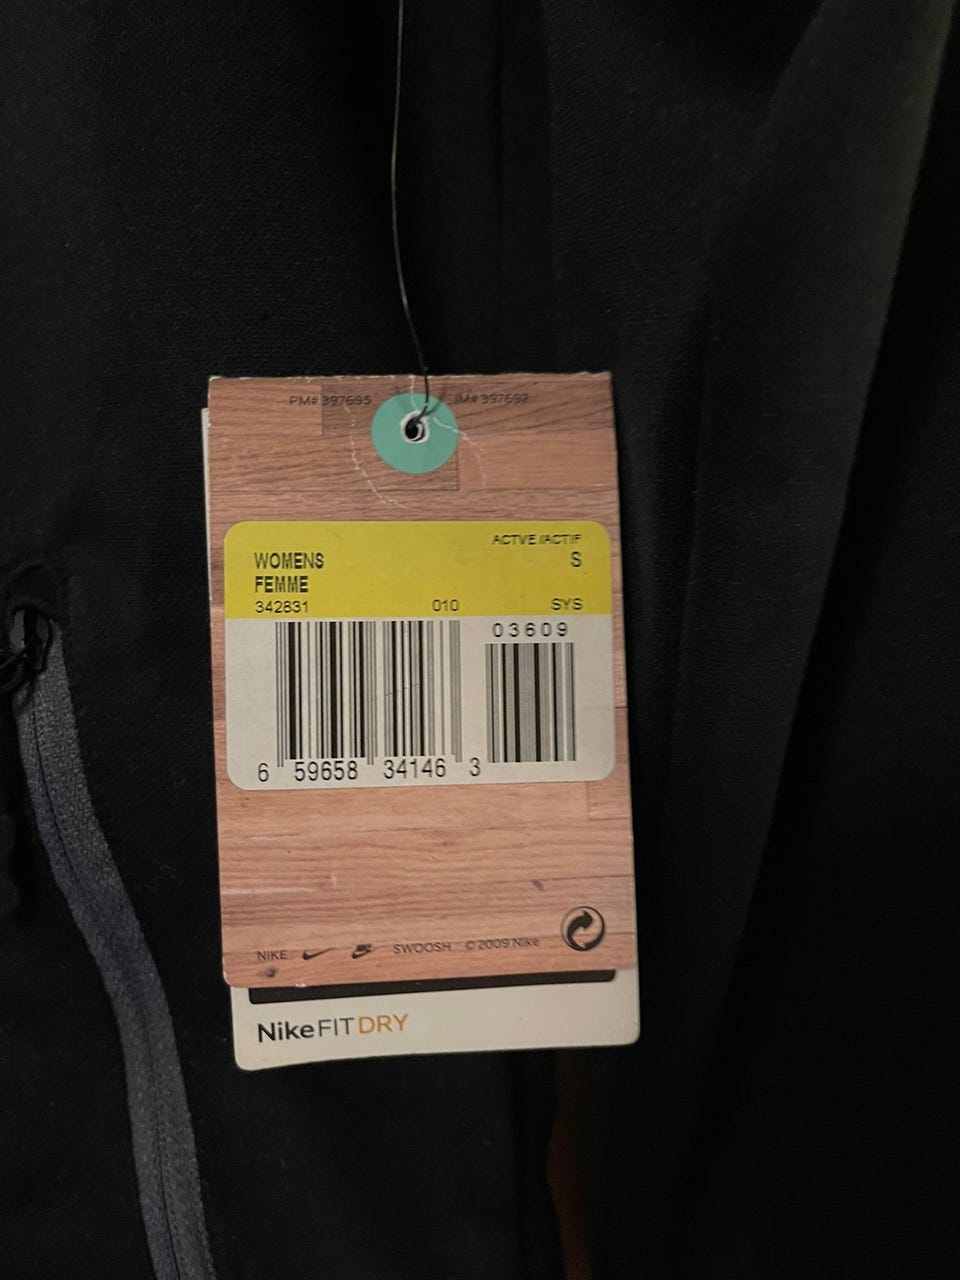 PM# 397695 IM# 397697
ACTVE /ACTIF
WOMENS S
FEMME
342831 010 SYS
03609
6 59658 34146 3
NIKE SWOOSH © 2009 Nike
NikeFITDRY